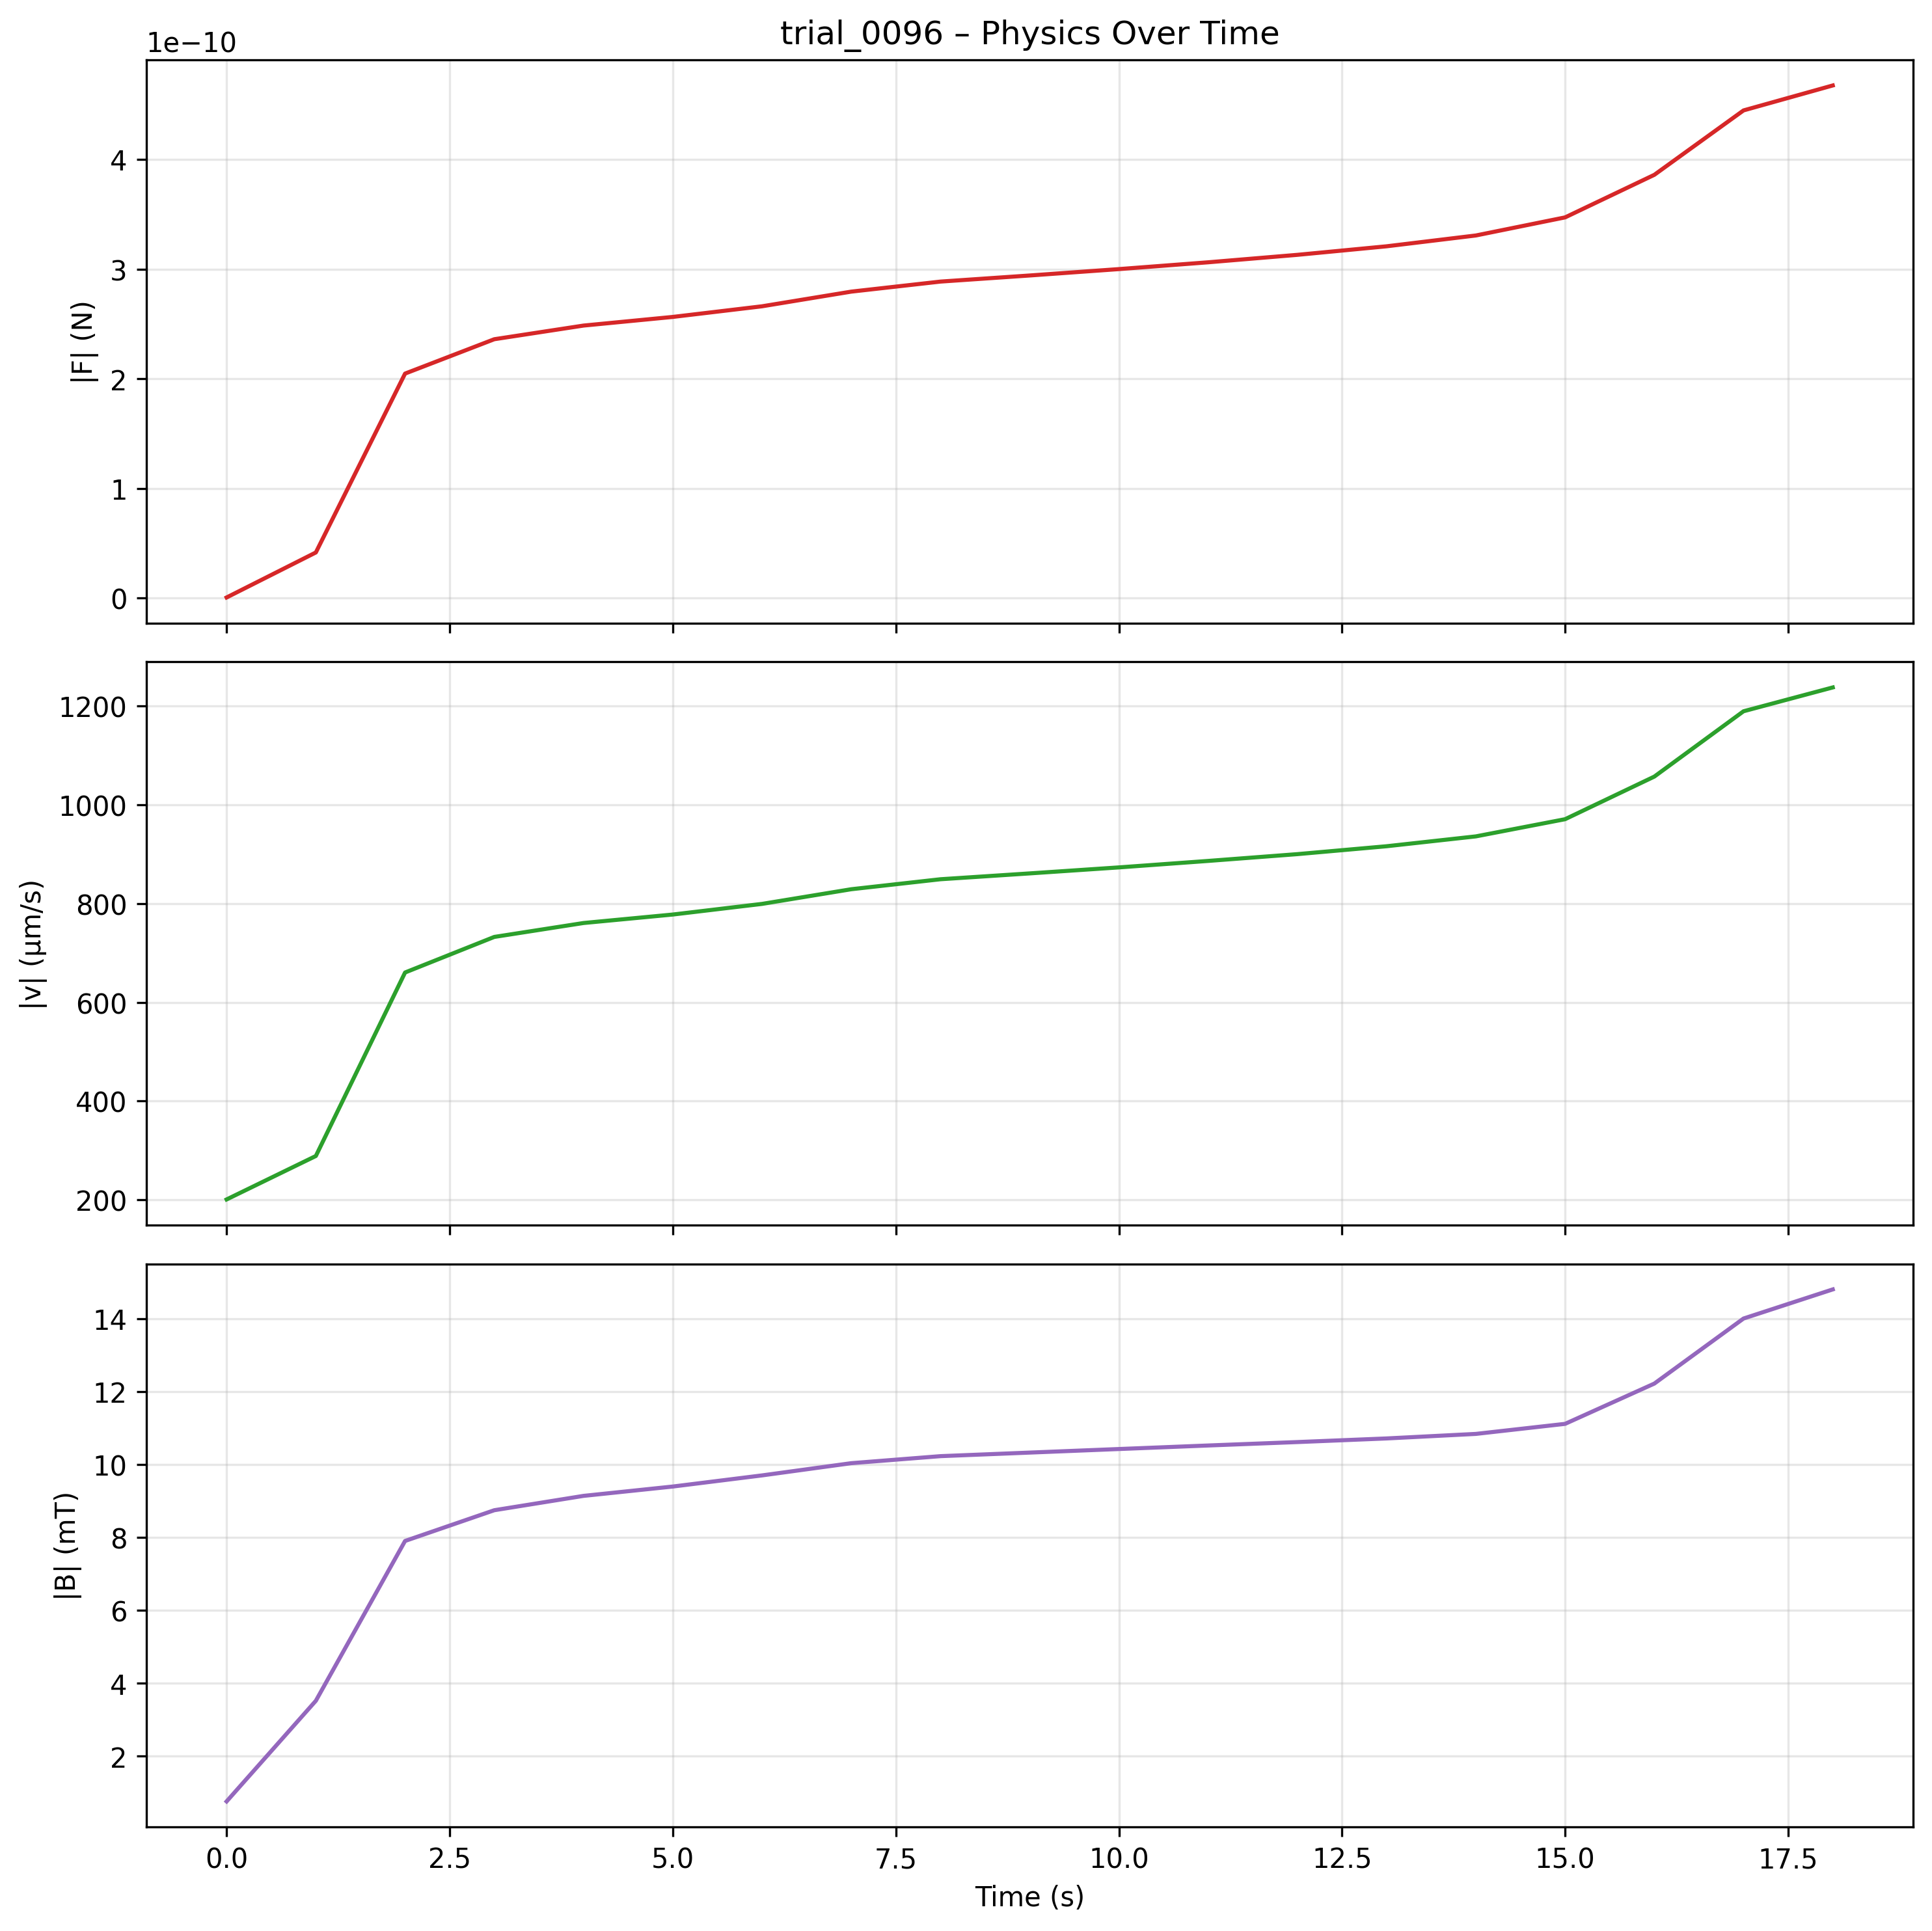 trial_0096 – Physics Over Time
1e−10
|F| (N)
4
3
2
1
0
|v| (µm/s)
1200
1000
800
600
400
200
|B| (mT)
14
12
10
8
6
4
2
0.0 2.5 5.0 7.5 10.0 12.5 15.0 17.5
Time (s)